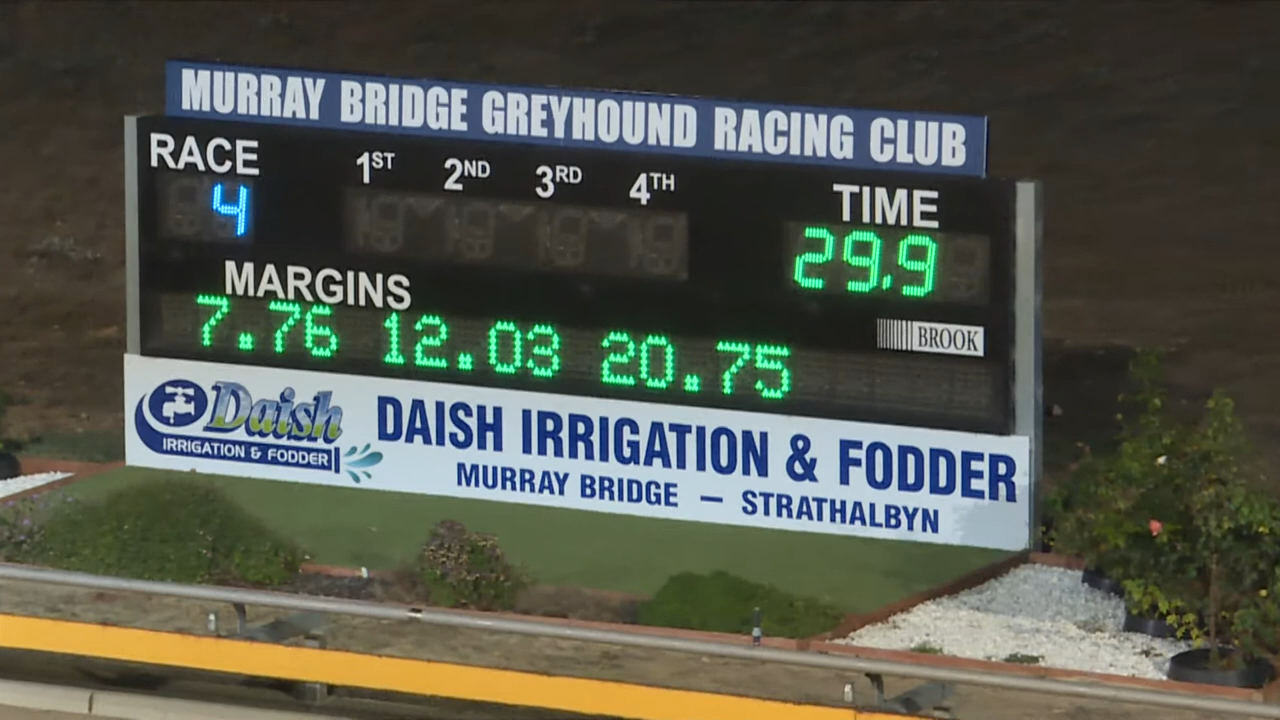 MURRAY BRIDGE GREYHOUND RACING CLUB
RACE 1ST 2ND 3RD 4TH TIME
4 29.9
MARGINS
7.76 12.03 20.75
BROOK
Daish
IRRIGATION & FODDER
DAISH IRRIGATION & FODDER
MURRAY BRIDGE – STRATHALBYN